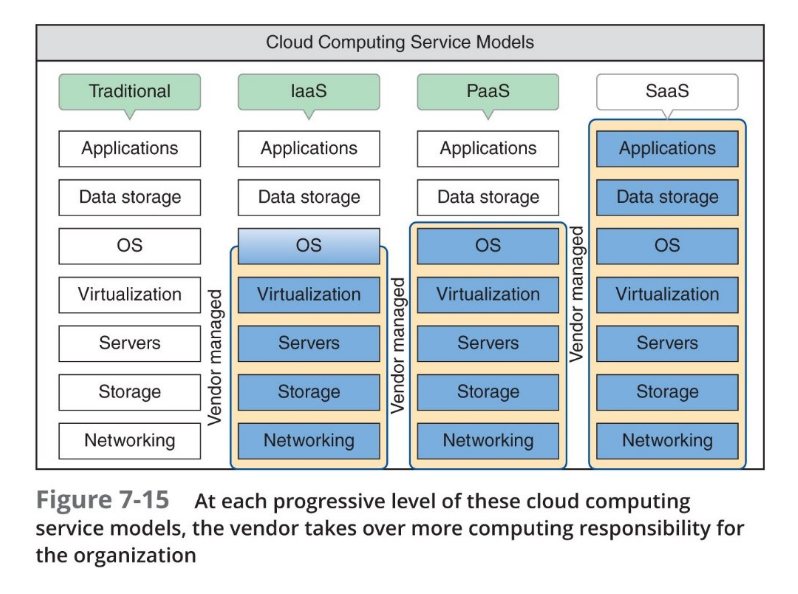 Cloud Computing Service Models
Traditional
IaaS
PaaS
SaaS
Applications
Applications
Applications
Applications
Data storage
Data storage
Data storage
Data storage
OS
OS
OS
OS
Virtualization
Virtualization
Virtualization
Virtualization
Servers
Servers
Servers
Servers
Storage
Storage
Storage
Storage
Networking
Networking
Networking
Networking
Vendor managed
Vendor managed
Vendor managed
Figure 7-15 At each progressive level of these cloud computing
service models, the vendor takes over more computing responsibility for
the organization